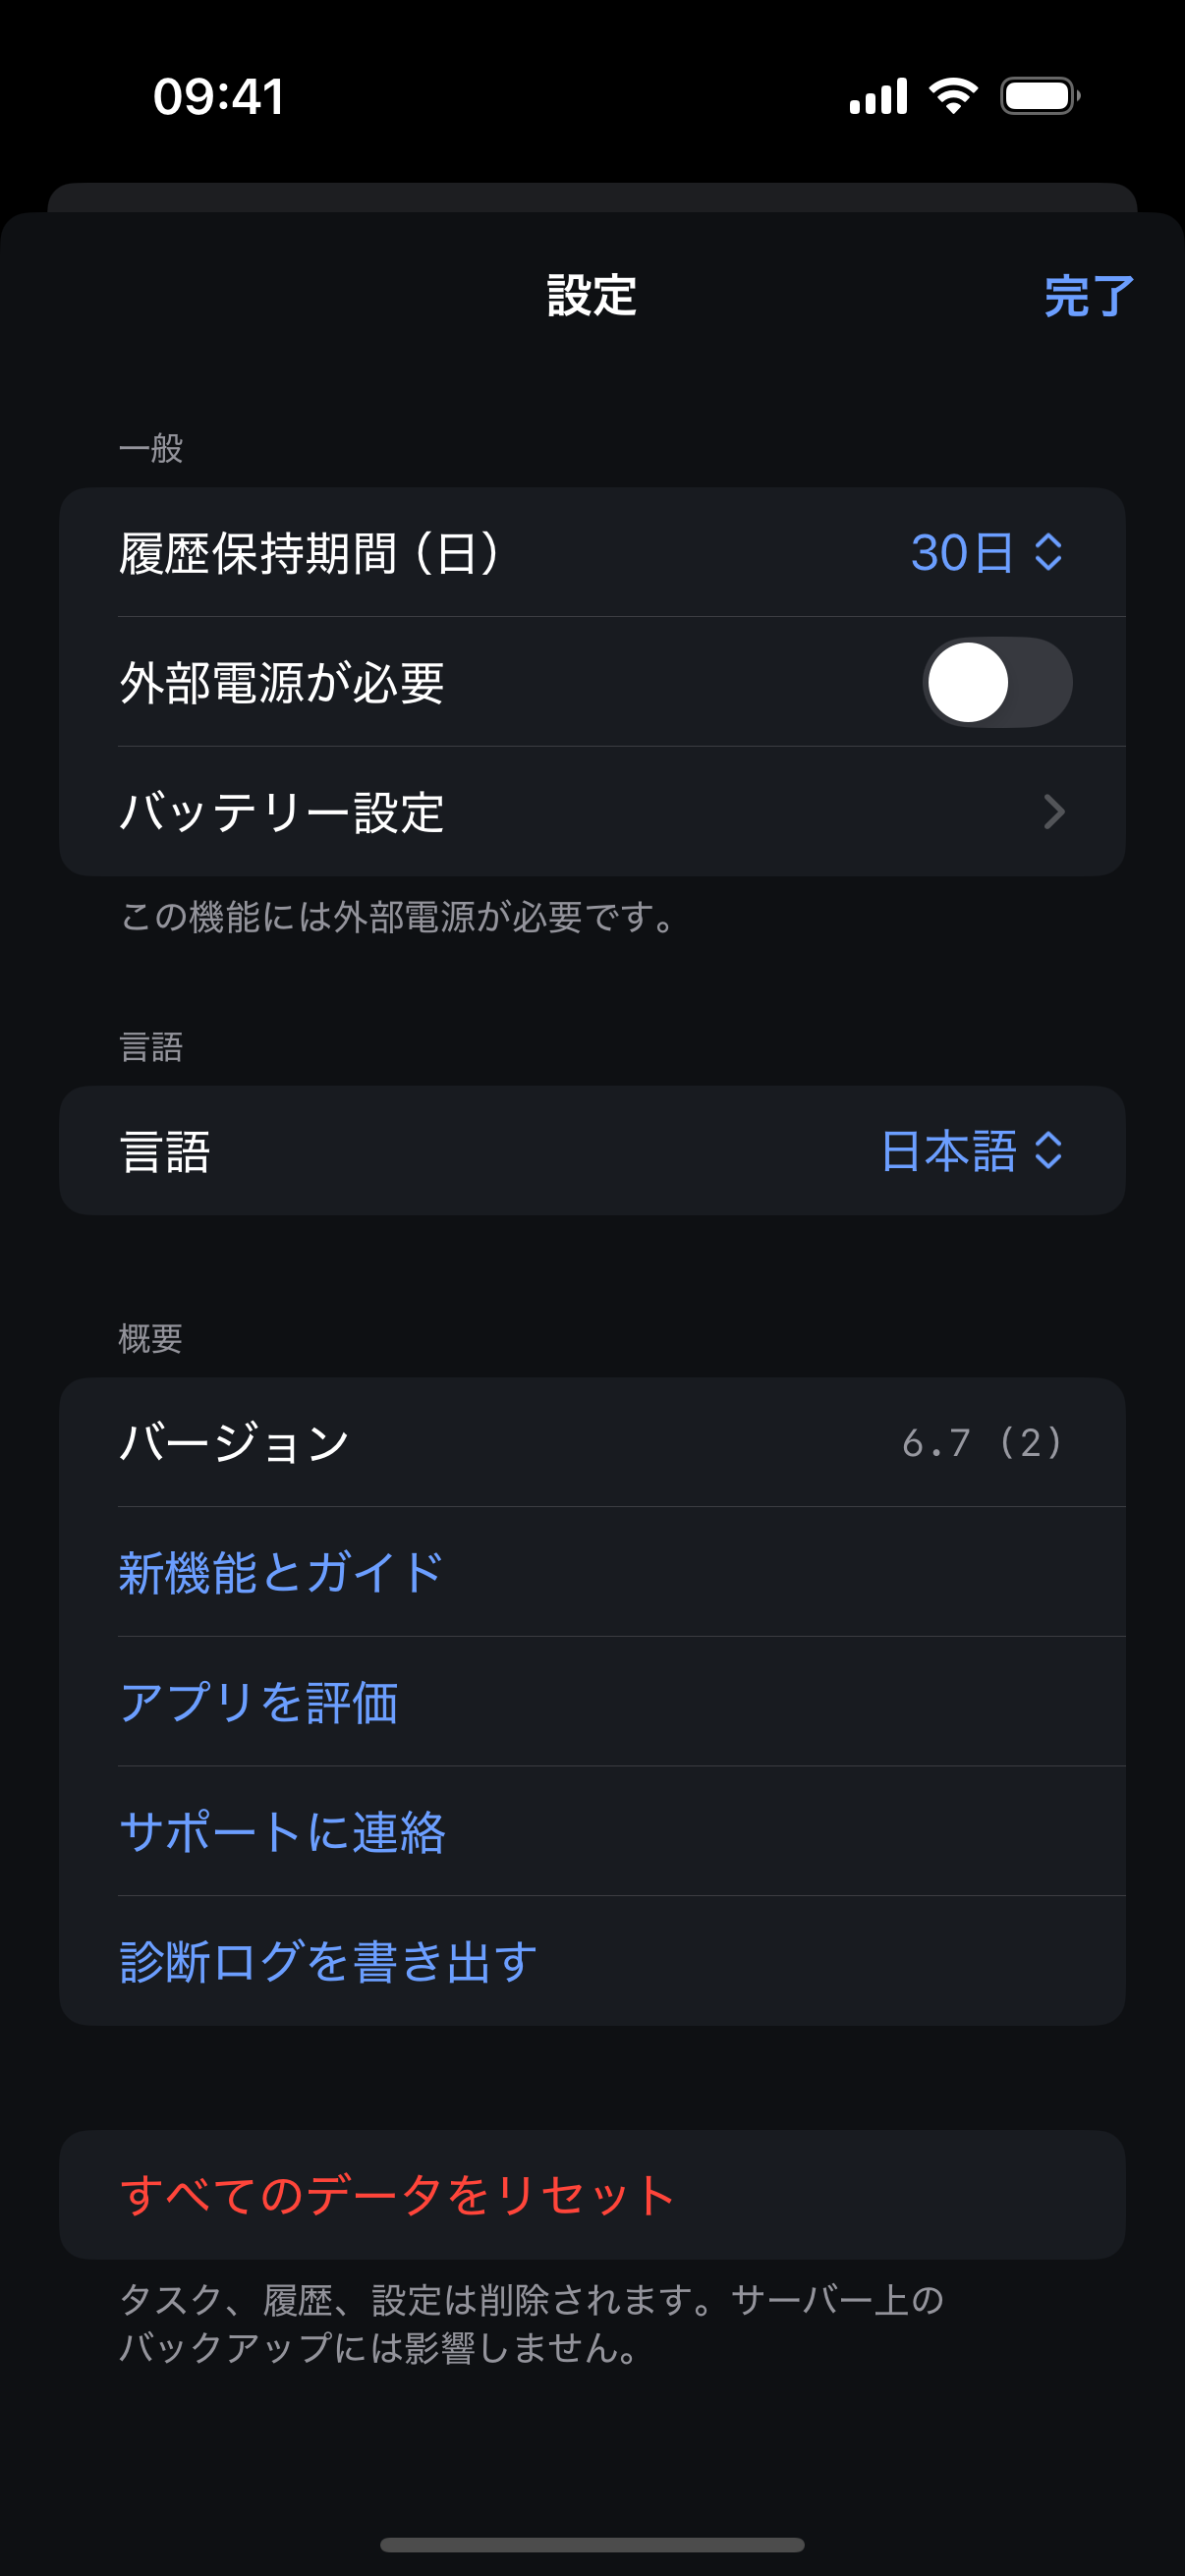 09:41
設定
完了
一般
履歴保持期間（日）
30日
外部電源が必要
バッテリー設定
この機能には外部電源が必要です。
言語
言語
日本語
概要
バージョン
6.7 (2)
新機能とガイド
アプリを評価
サポートに連絡
診断ログを書き出す
すべてのデータをリセット
タスク、履歴、設定は削除されます。サーバー上の
バックアップには影響しません。